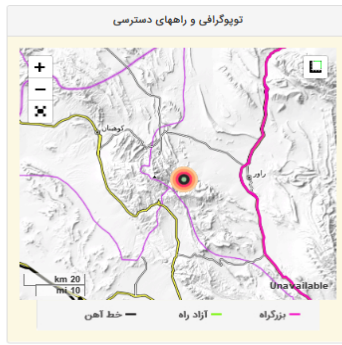 توپوگرافی و راههای دسترسی
+
−
کوهبنان
راور
20 km
10 mi
Unavailable
بزرگراه آزاد راه خط آهن